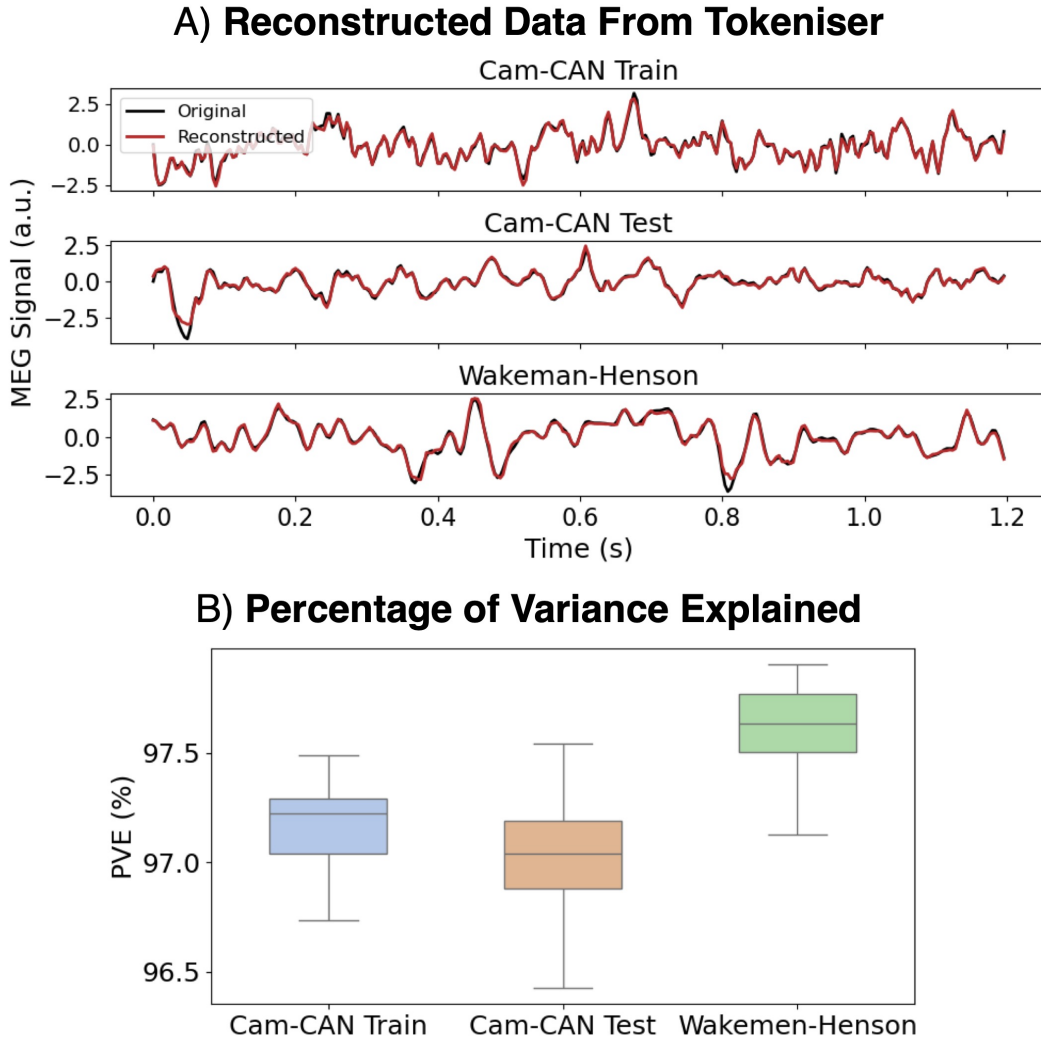 A) Reconstructed Data From Tokeniser
Cam-CAN Train
2.5
0.0
−2.5
Original
Reconstructed
Cam-CAN Test
2.5
0.0
−2.5
MEG Signal (a.u.)
Wakeman-Henson
2.5
0.0
−2.5
0.0 0.2 0.4 0.6 0.8 1.0 1.2
Time (s)
B) Percentage of Variance Explained
PVE (%)
97.5
97.0
96.5
Cam-CAN Train Cam-CAN Test Wakemen-Henson